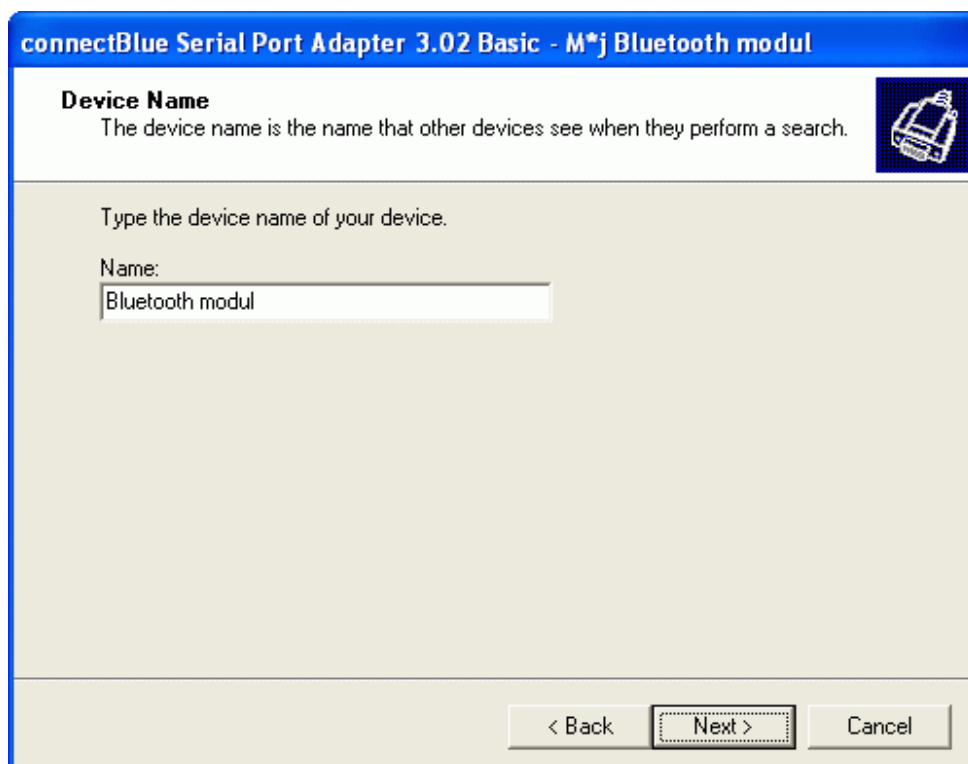 connectBlue Serial Port Adapter 3.02 Basic - M*j Bluetooth modul
Device Name
The device name is the name that other devices see when they perform a search.
Type the device name of your device.
Name:
Bluetooth modul
< Back Next > Cancel